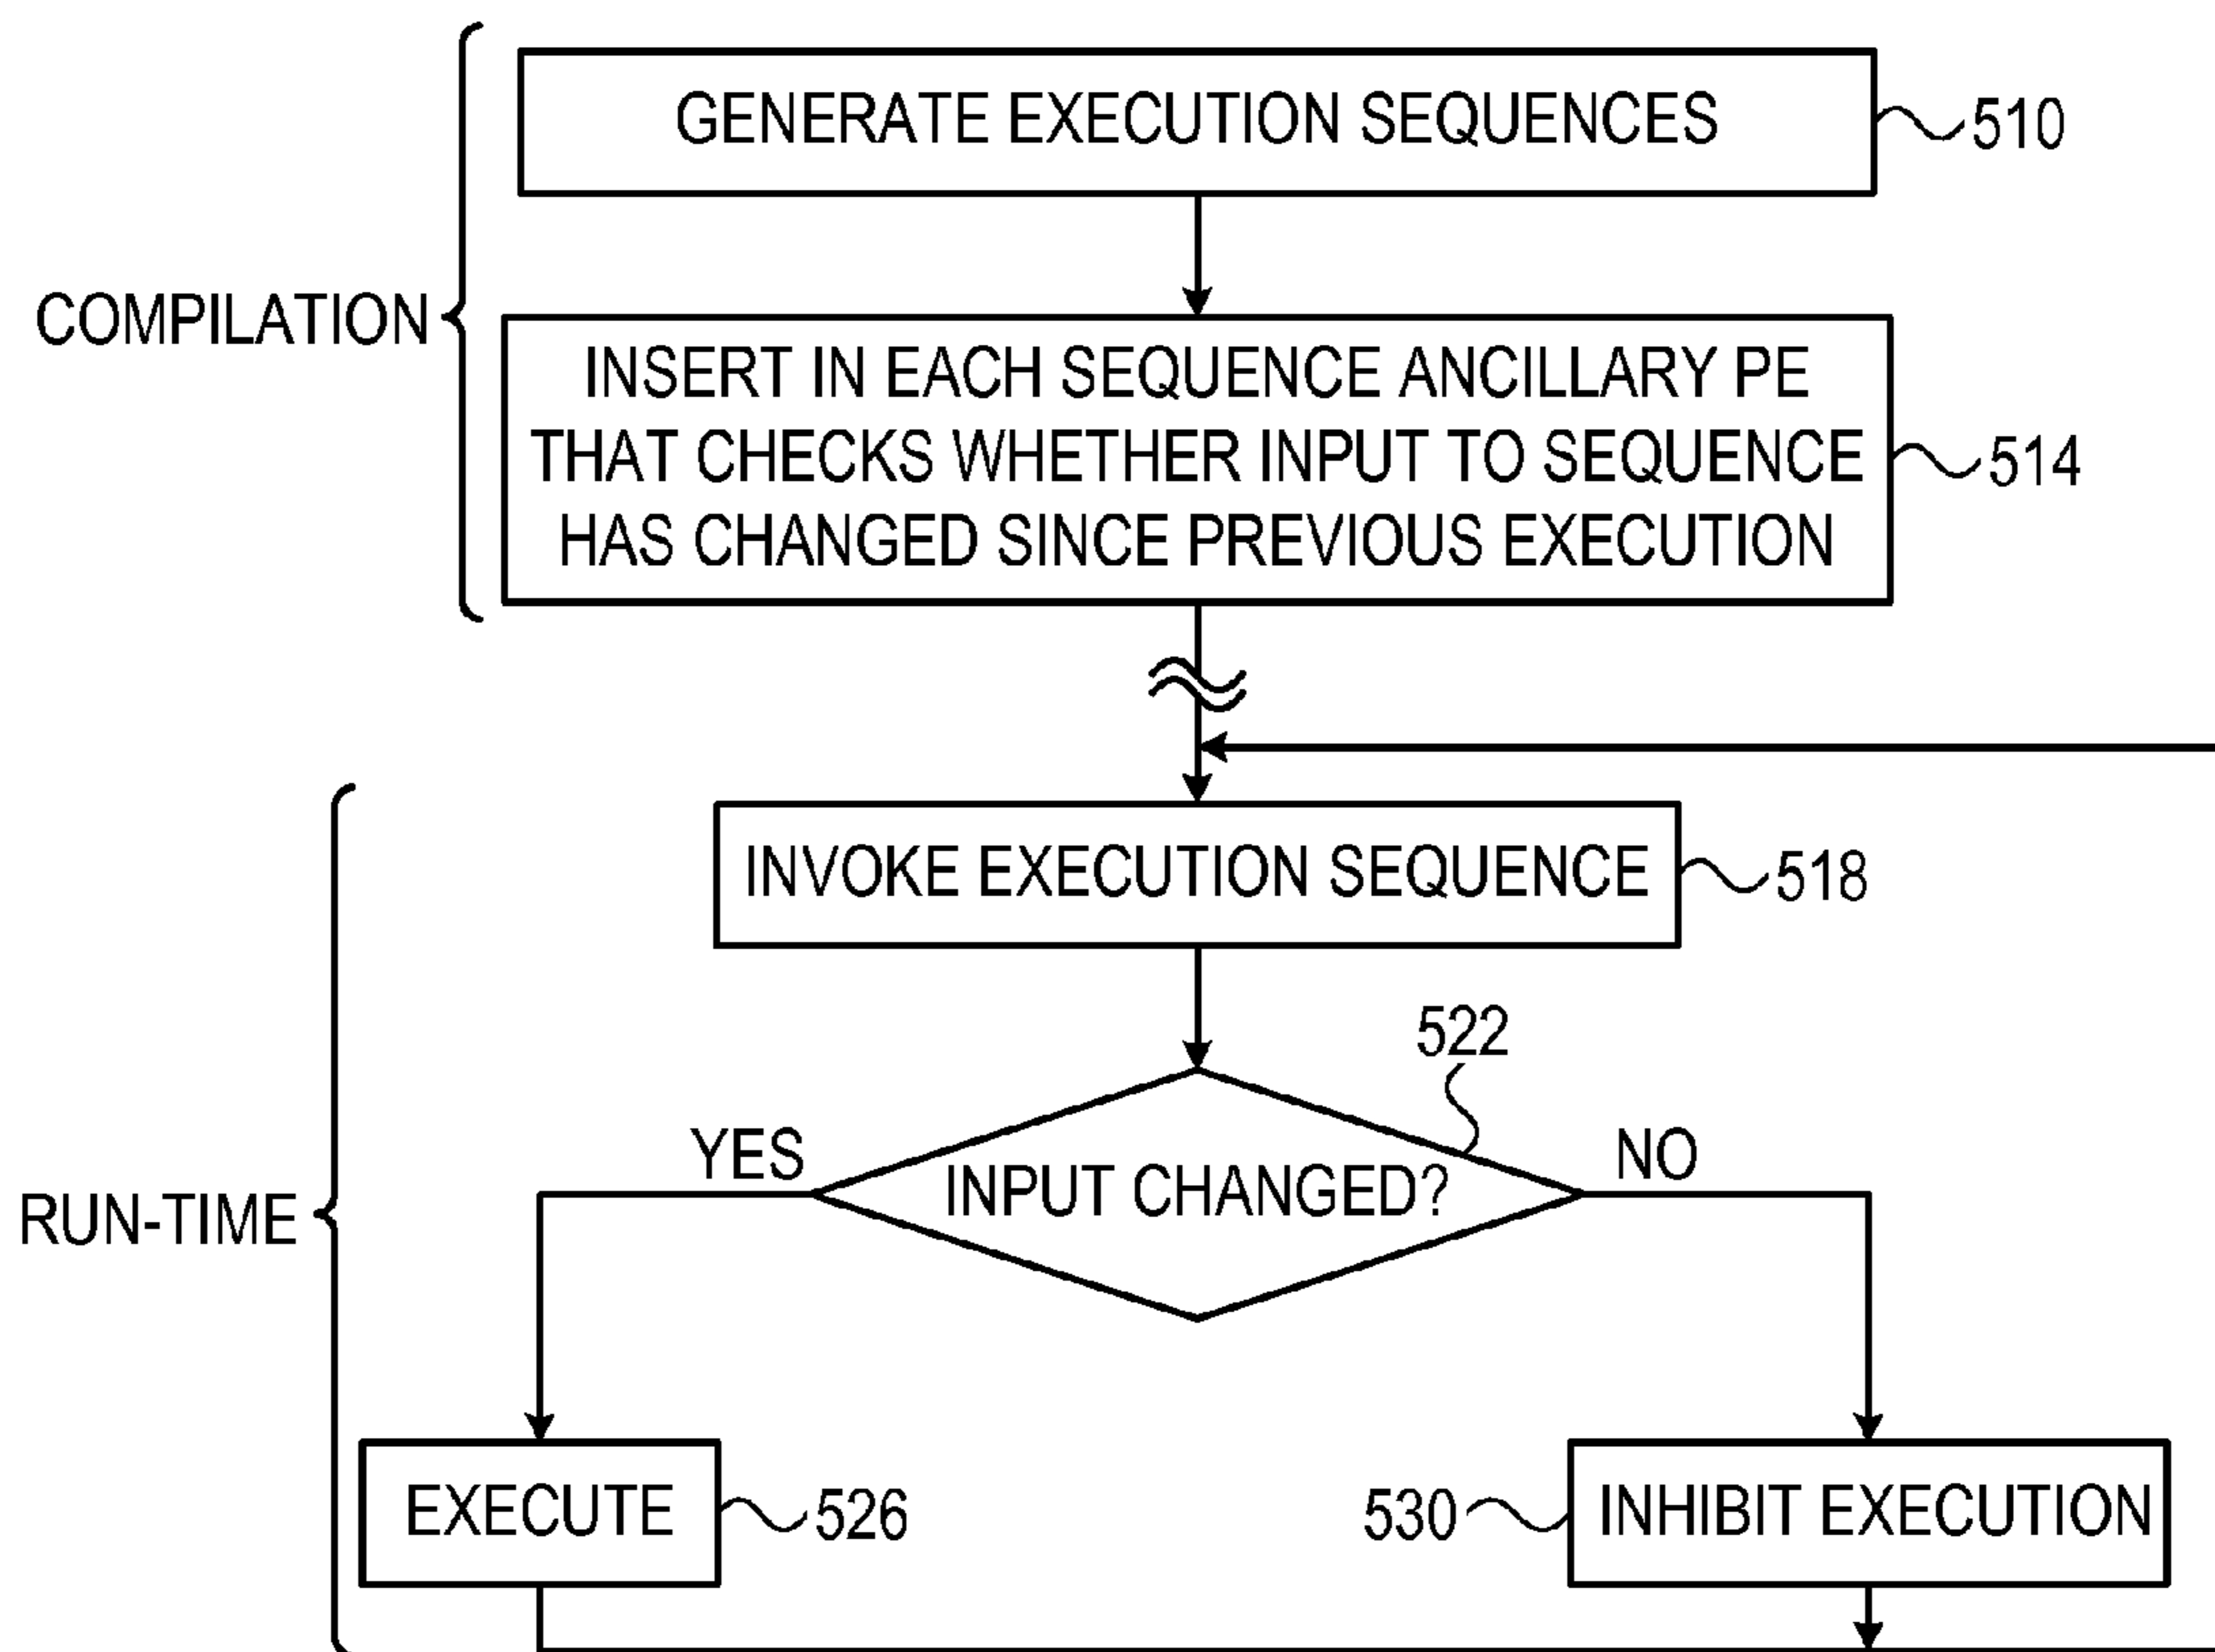 GENERATE EXECUTION SEQUENCES
510
COMPILATION
INSERT IN EACH SEQUENCE ANCILLARY PE
THAT CHECKS WHETHER INPUT TO SEQUENCE
HAS CHANGED SINCE PREVIOUS EXECUTION
514
INVOKE EXECUTION SEQUENCE
518
522
YES
NO
INPUT CHANGED?
RUN-TIME
EXECUTE
526
530
INHIBIT EXECUTION